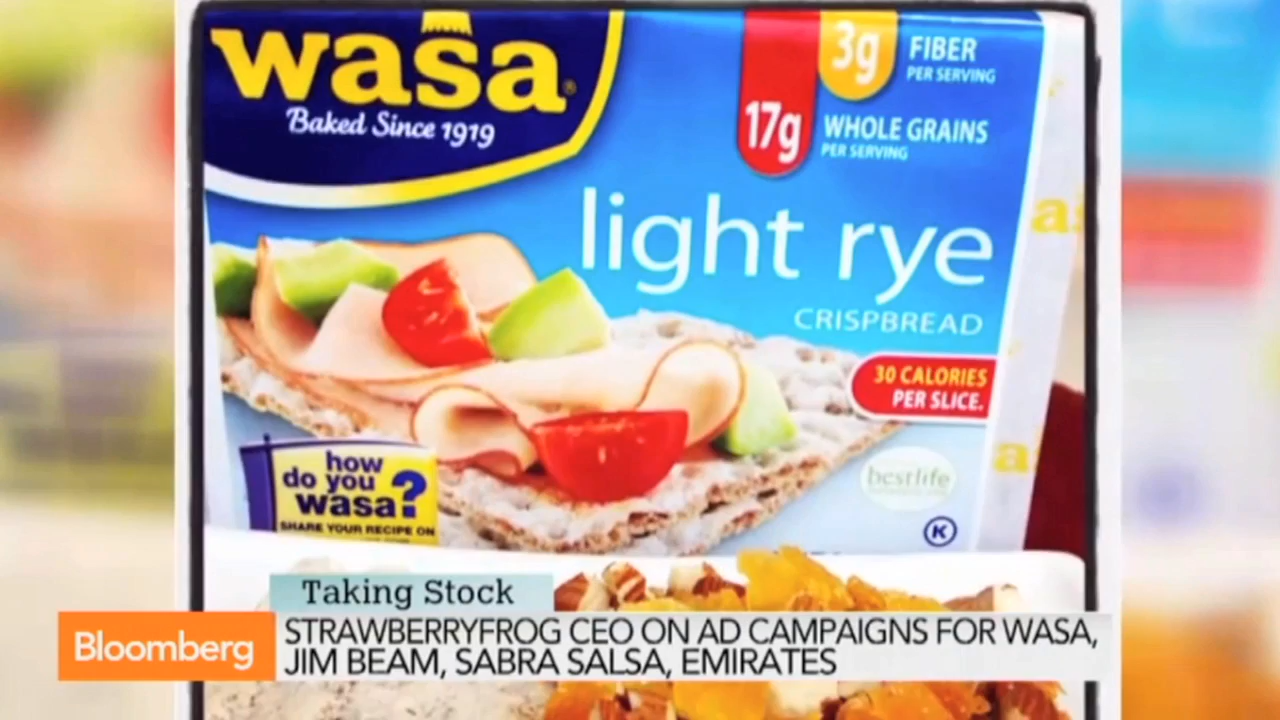 wasa
Baked Since 1919
3g FIBER
PER SERVING
17g WHOLE GRAINS
PER SERVING
light rye
CRISPBREAD
30 CALORIES
PER SLICE.
how
do you
wasa?
SHARE YOUR RECIPE ON
bestlife
K
Taking Stock
Bloomberg
STRAWBERRYFROG CEO ON AD CAMPAIGNS FOR WASA,
JIM BEAM, SABRA SALSA, EMIRATES